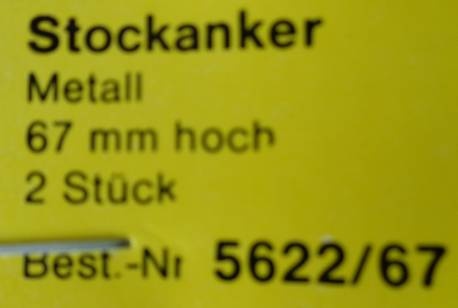 Stockanker
Metall
67 mm hoch
2 Stück
Best.-Nr 5622/67